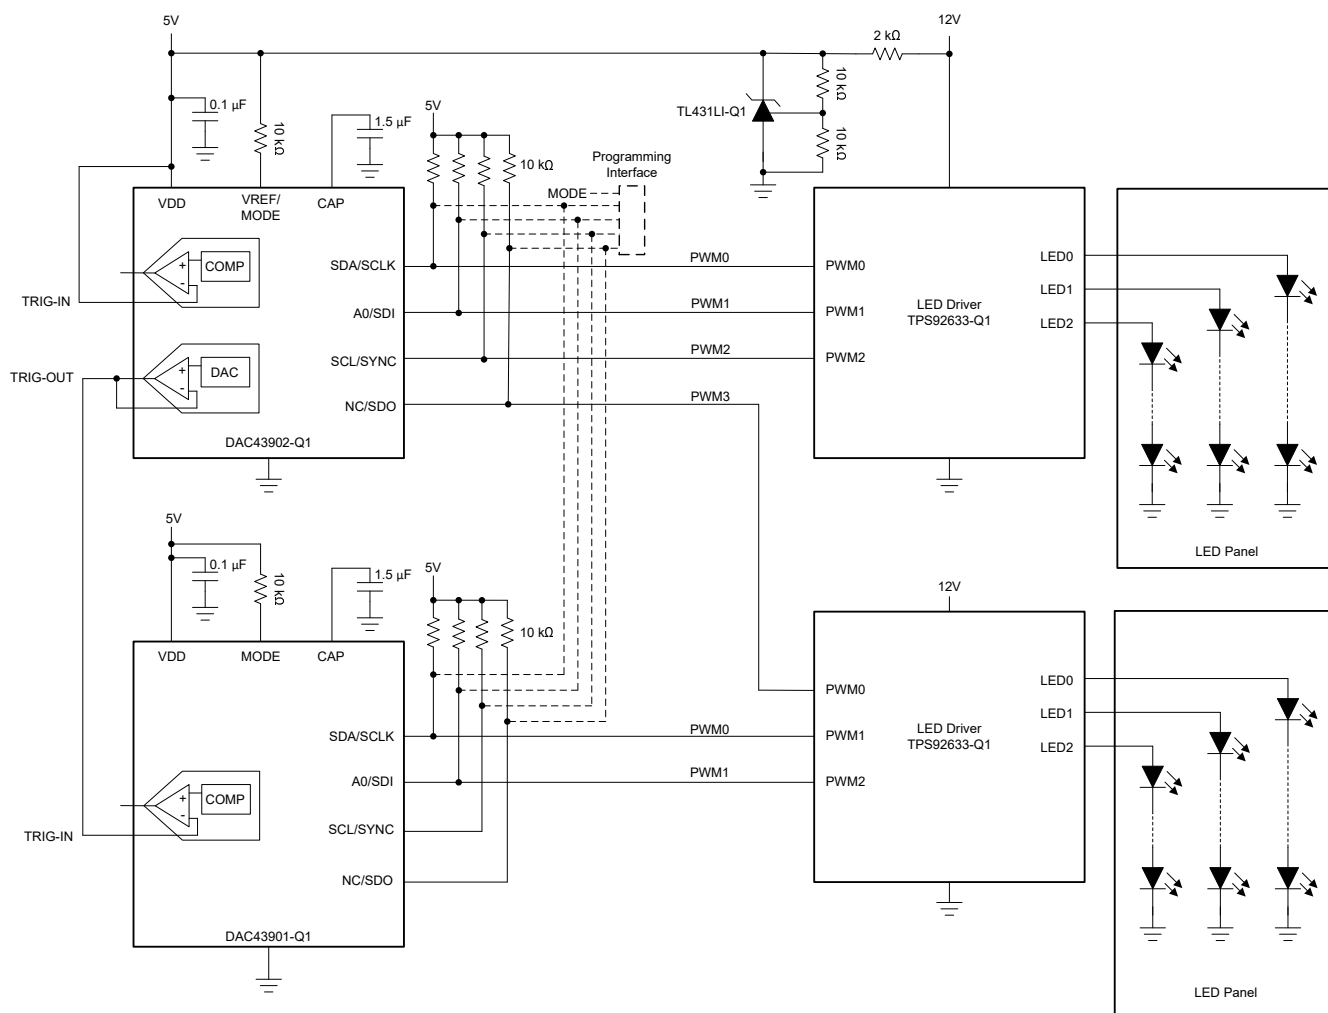 5V
12V
2 kΩ
0.1 µF
10 kΩ
1.5 µF
5V
10 kΩ
TL431LI-Q1
10 kΩ
10 kΩ
Programming
Interface
MODE
VDD
VREF/
MODE
CAP
COMP
+
-
TRIG-IN
SDA/SCLK
A0/SDI
SCL/SYNC
NC/SDO
TRIG-OUT
DAC
+
-
DAC43902-Q1
PWM0
PWM1
PWM2
PWM3
PWM0
PWM1
PWM2
LED Driver
TPS92633-Q1
LED0
LED1
LED2
LED Panel
5V
0.1 µF
10 kΩ
1.5 µF
5V
10 kΩ
VDD
MODE
CAP
SDA/SCLK
A0/SDI
SCL/SYNC
NC/SDO
COMP
+
-
TRIG-IN
DAC43901-Q1
PWM0
PWM1
12V
PWM0
PWM1
PWM2
LED Driver
TPS92633-Q1
LED0
LED1
LED2
LED Panel